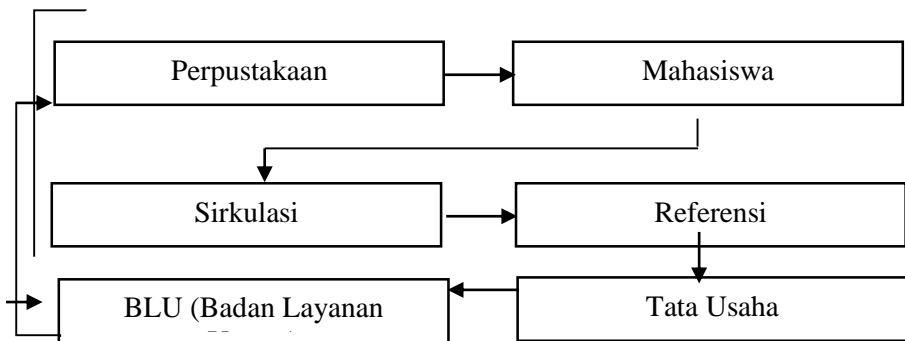 Perpustakaan
Mahasiswa
Sirkulasi
Referensi
BLU (Badan Layanan
Tata Usaha